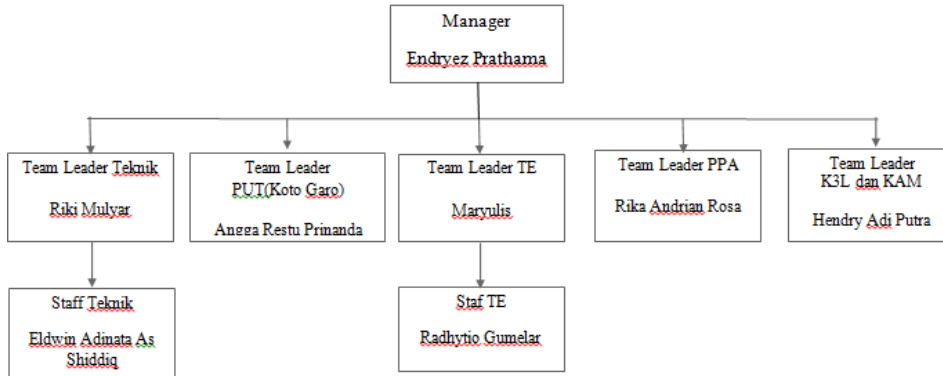 Manager
Endryez Prathama
Team Leader Teknik
Riki Mulyar
Team Leader
PUT(Koto Garo)
Angga Restu Prinanda
Team Leader TE
Maryulis
Team Leader PPA
Rika Andrian Rosa
Team Leader
K3L dan KAM
Hendry Adi Putra
Staff Teknik
Eldwin Adinata As
Shiddiq
Staf TE
Radhytio Gumelar